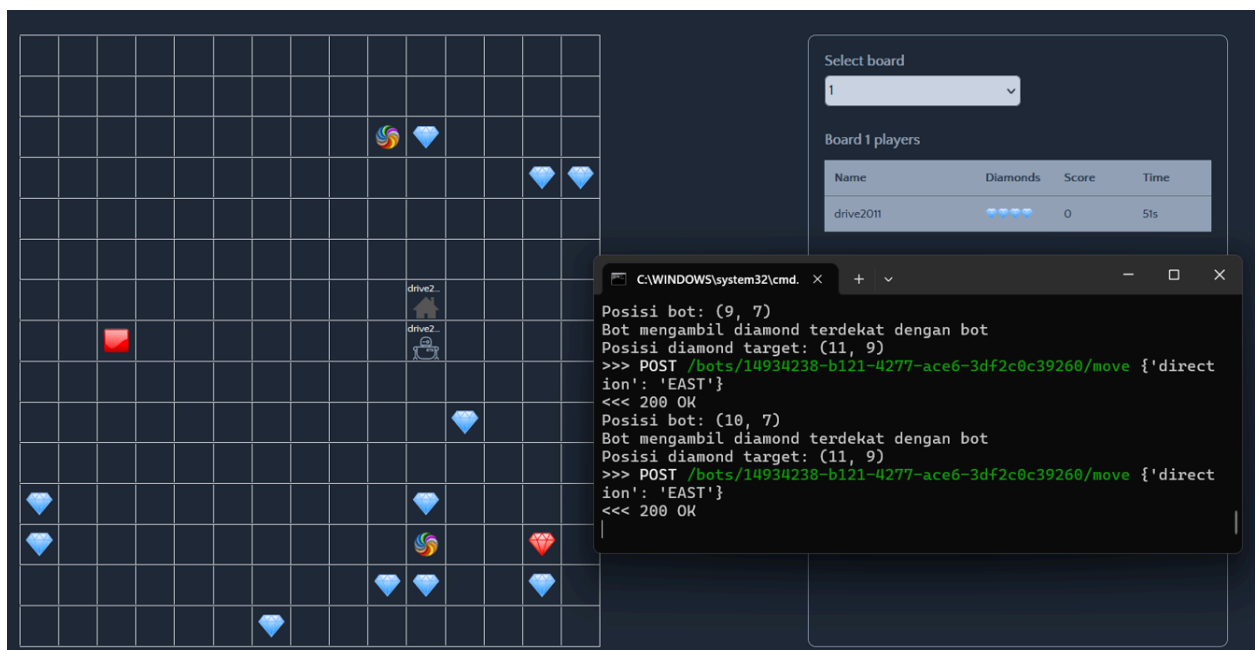 Select board
1
Board 1 players
Name Diamonds Score Time
drive2011 0 51s
drive2...
drive2...
C:\WINDOWS\system32\cmd.
Posisi bot: (9, 7)
Bot mengambil diamond terdekat dengan bot
Posisi diamond target: (11, 9)
>>> POST /bots/14934238-b121-4277-ace6-3df2c0c39260/move {'direct
ion': 'EAST'}
<<< 200 OK
Posisi bot: (10, 7)
Bot mengambil diamond terdekat dengan bot
Posisi diamond target: (11, 9)
>>> POST /bots/14934238-b121-4277-ace6-3df2c0c39260/move {'direct
ion': 'EAST'}
<<< 200 OK